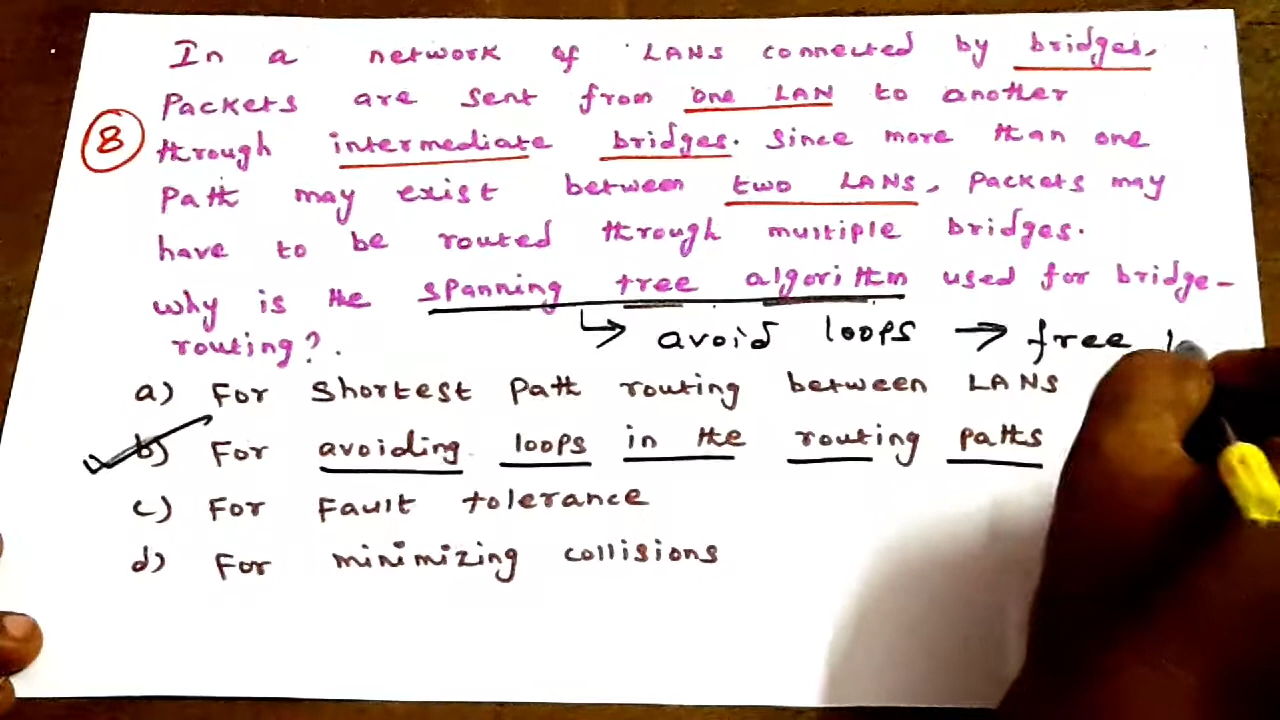 In a network of LANs connected by bridges,
Packets are sent from one LAN to another
8 through intermediate bridges. Since more than one
Path may exist between two LANs, Packets may
have to be routed through multiple bridges.
why is the spanning tree algorithm used for bridge-
routing?.
avoid loops → free
a) For Shortest Path routing between LANs
b) For avoiding loops in the routing paths
c) For Fault tolerance
d) For minimizing collisions